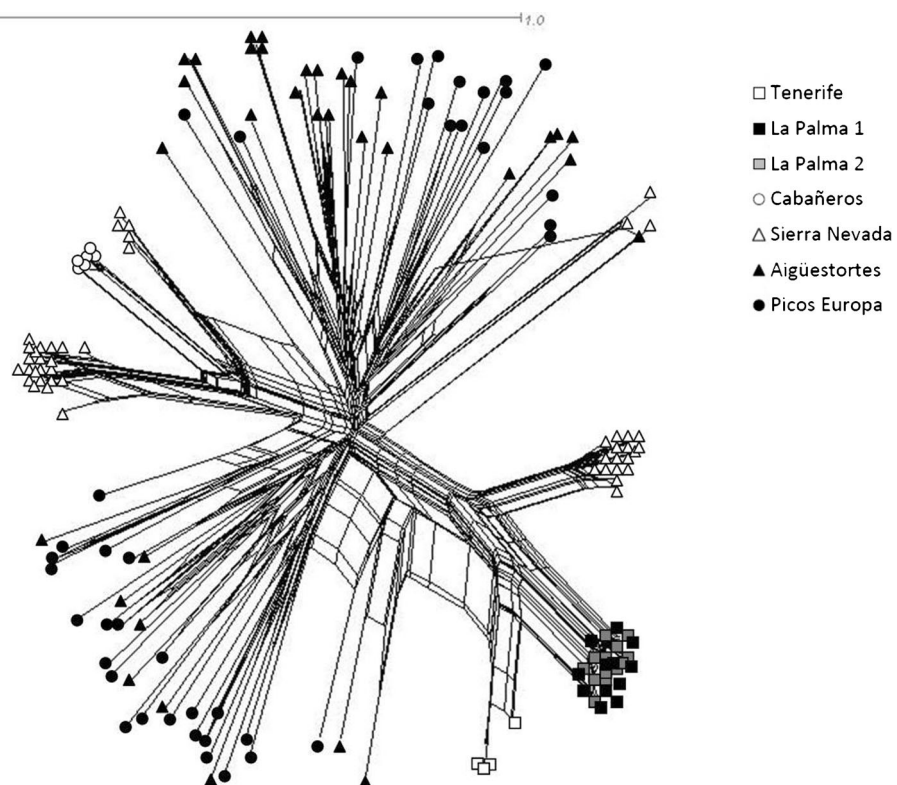 1.0
Tenerife
La Palma 1
La Palma 2
Cabañeros
Sierra Nevada
Aigüestortes
Picos Europa